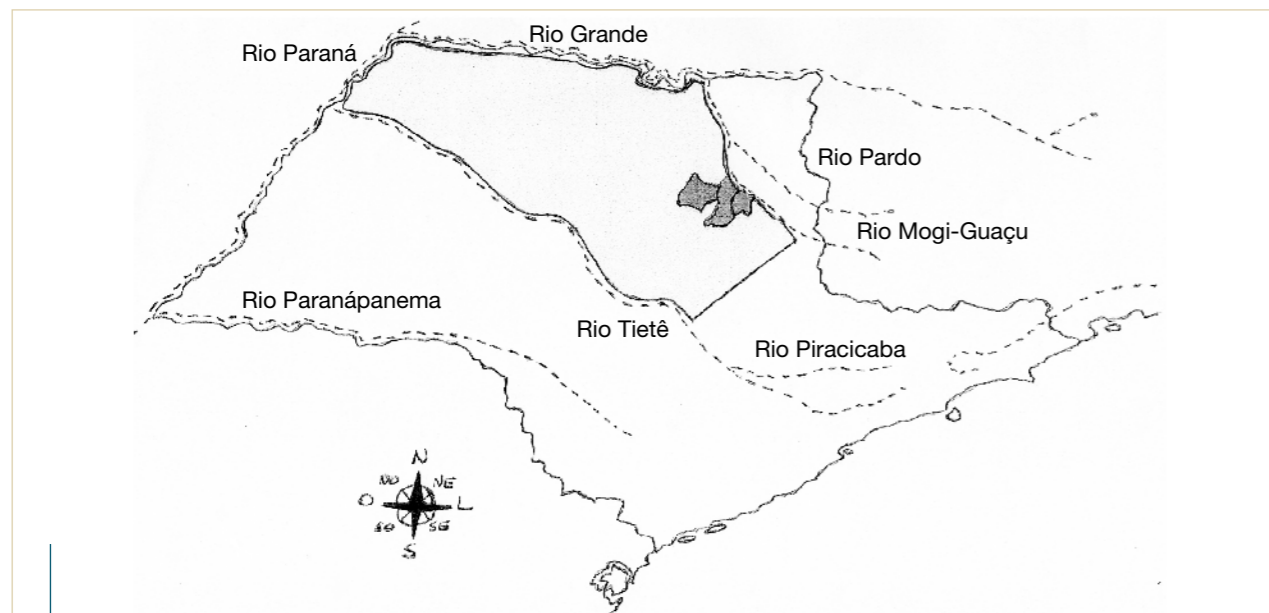 Rio Grande
Rio Paraná
Rio Pardo
Rio Mogi-Guaçu
Rio Paranápanema
Rio Tietê
Rio Piracicaba
N
NO NE
O L
SO SE
S